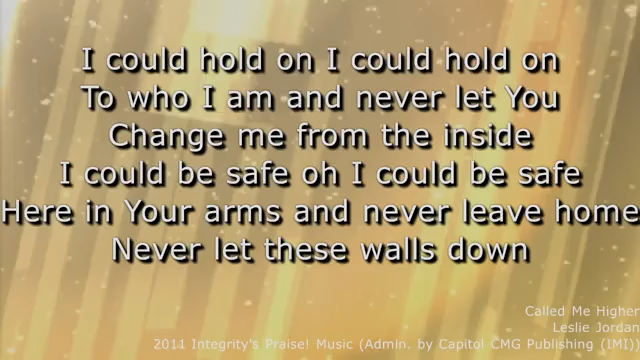 I could hold on I could hold on
To who I am and never let You
Change me from the inside
I could be safe oh I could be safe
Here in Your arms and never leave home
Never let these walls down
Called Me Higher
Leslie Jordan
2011 Integrity's Praise! Music (Admin. by Capitol CMG Publishing (IMI))